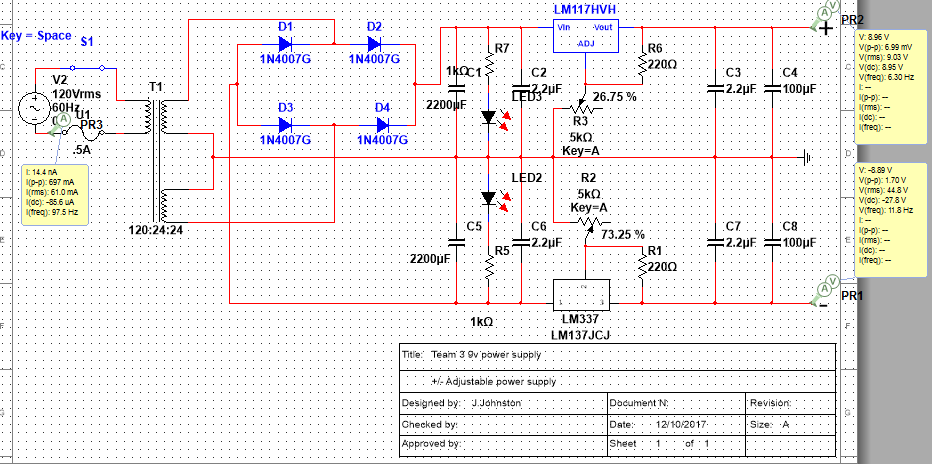 LM117HVH
Vin
Vout
ADJ
PR2
Key = Space
S1
D1
D2
1N4007G
1N4007G
R7
1kΩ
C1
2200µF
C2
2.2µF
R6
220Ω
C3
2.2µF
C4
100µF
V: 8.96 V
V(p-p): 6.99 mV
V(rms): 9.03 V
V(dc): 8.95 V
V(freq): 6.30 Hz
I: --
I(p-p): --
I(rms): --
I(dc): --
I(freq): --
V2
120Vrms
60Hz
U1
PR3
.5A
T1
D3
D4
1N4007G
1N4007G
LED3
26.75 %
R3
5kΩ
Key=A
I: 14.4 nA
I(p-p): 697 mA
I(rms): 61.0 mA
I(dc): -85.6 uA
I(freq): 97.5 Hz
LED2
R2
5kΩ
Key=A
73.25 %
V: -8.89 V
V(p-p): 1.70 V
V(rms): 44.8 V
V(dc): -27.8 V
V(freq): 11.8 Hz
I: --
I(p-p): --
I(rms): --
I(dc): --
I(freq): --
120:24:24
C5
2200µF
R5
1kΩ
C6
2.2µF
R1
220Ω
C7
2.2µF
C8
100µF
PR1
LM337
LM137JCJ
Title: Team 3 9v power supply
+/- Adjustable power supply
Designed by: J.Johnston
Document N:
Revision:
Checked by:
Date: 12/10/2017
Size: A
Approved by:
Sheet 1 of 1